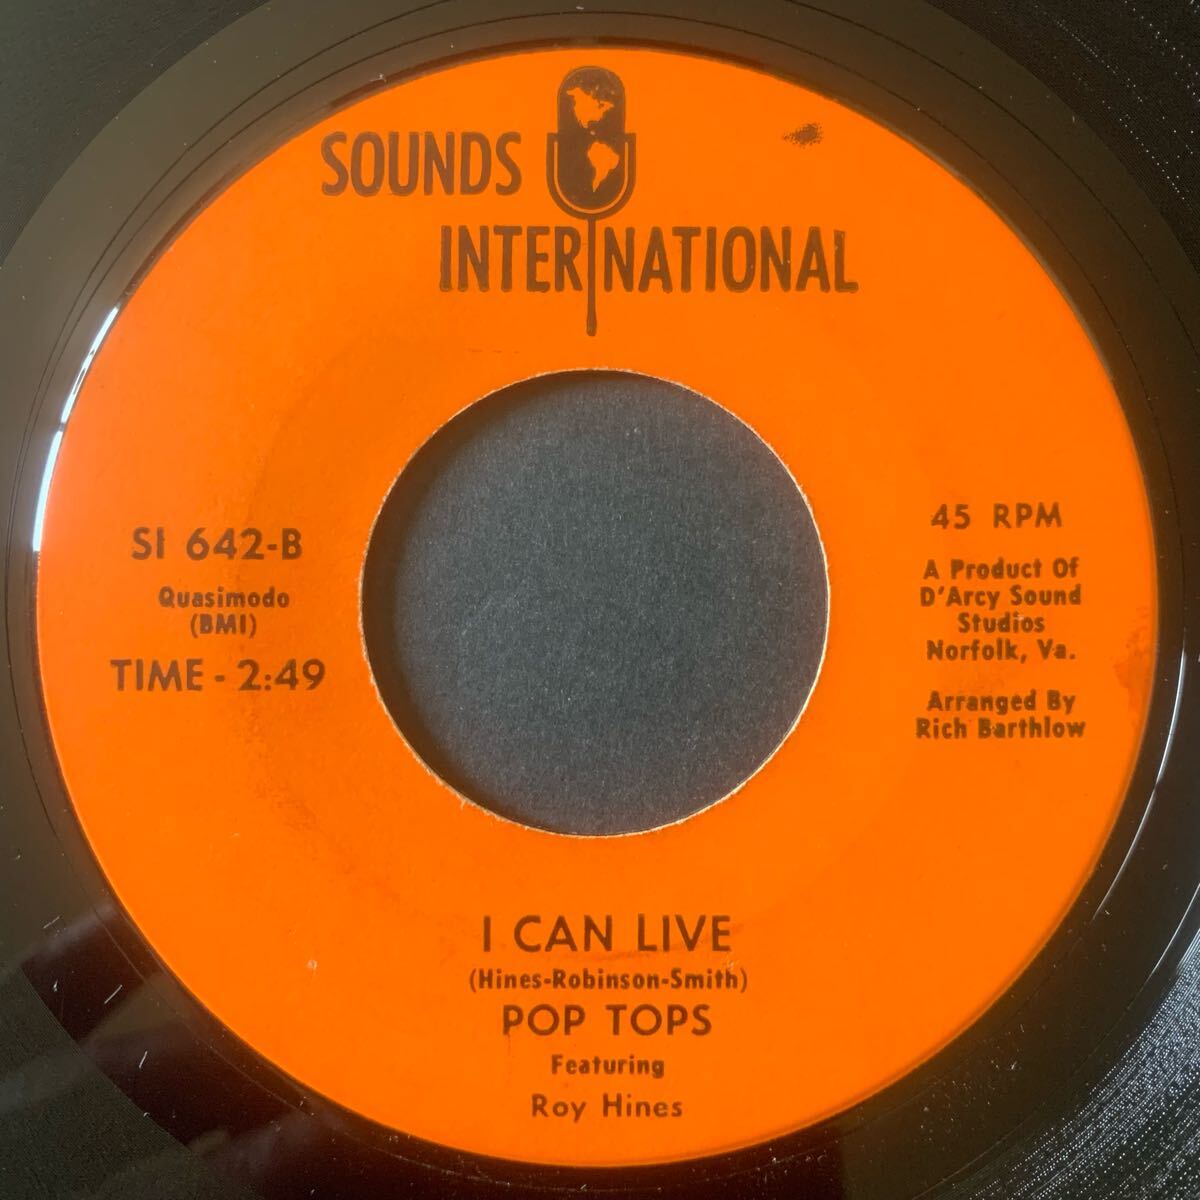 SOUNDS
INTERNATIONAL
SI 642-B
Quasimodo
(BMI)
TIME - 2:49
45 RPM
A Product Of
D'Arcy Sound
Studios
Norfolk, Va.
Arranged By
Rich Barthlow
I CAN LIVE
(Hines-Robinson-Smith)
POP TOPS
Featuring
Roy Hines